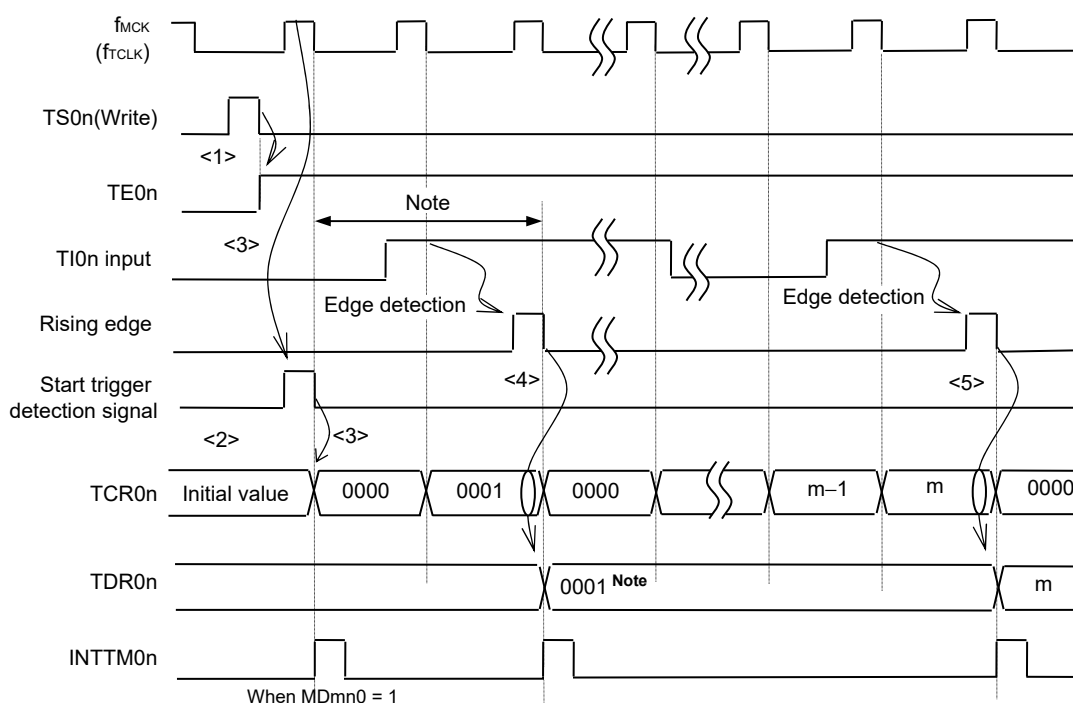 fMCK
(fTCLK)
TS0n(Write)
<1>
TE0n
Note
<3>
TI0n input
Edge detection
Edge detection
Rising edge
<4>
<5>
Start trigger
detection signal
<2>
<3>
TCR0n
Initial value
0000
0001
0000
m−1
m
0000
TDR0n
0001 Note
m
INTTM0n
When MDmn0 = 1